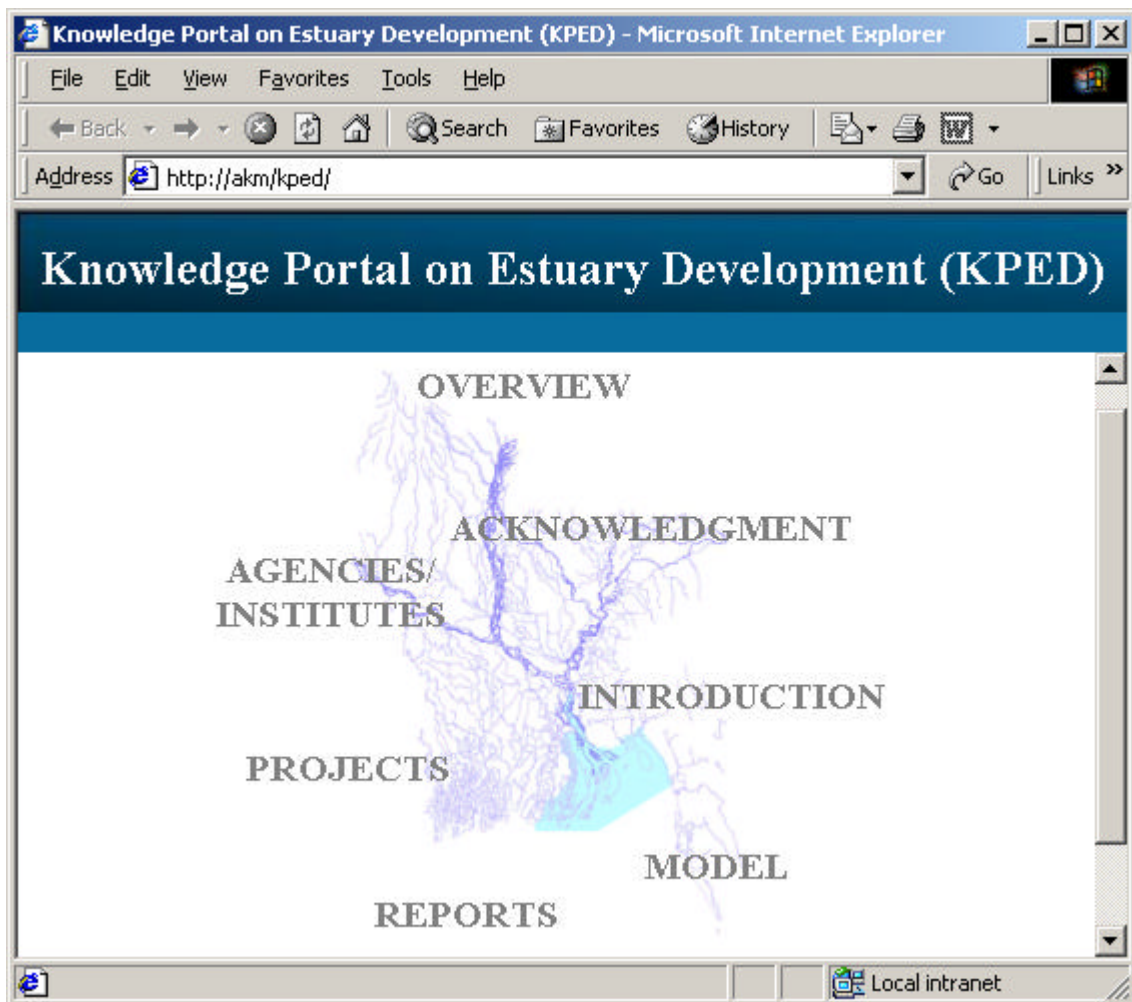 Knowledge Portal on Estuary Development (KPED) - Microsoft Internet Explorer
File Edit View Favorites Tools Help
Back Search Favorites History
Address http://akm/kped/ Go Links »
Knowledge Portal on Estuary Development (KPED)
OVERVIEW
ACKNOWLEDGMENT
AGENCIES/
INSTITUTES
INTRODUCTION
PROJECTS
MODEL
REPORTS
Local intranet